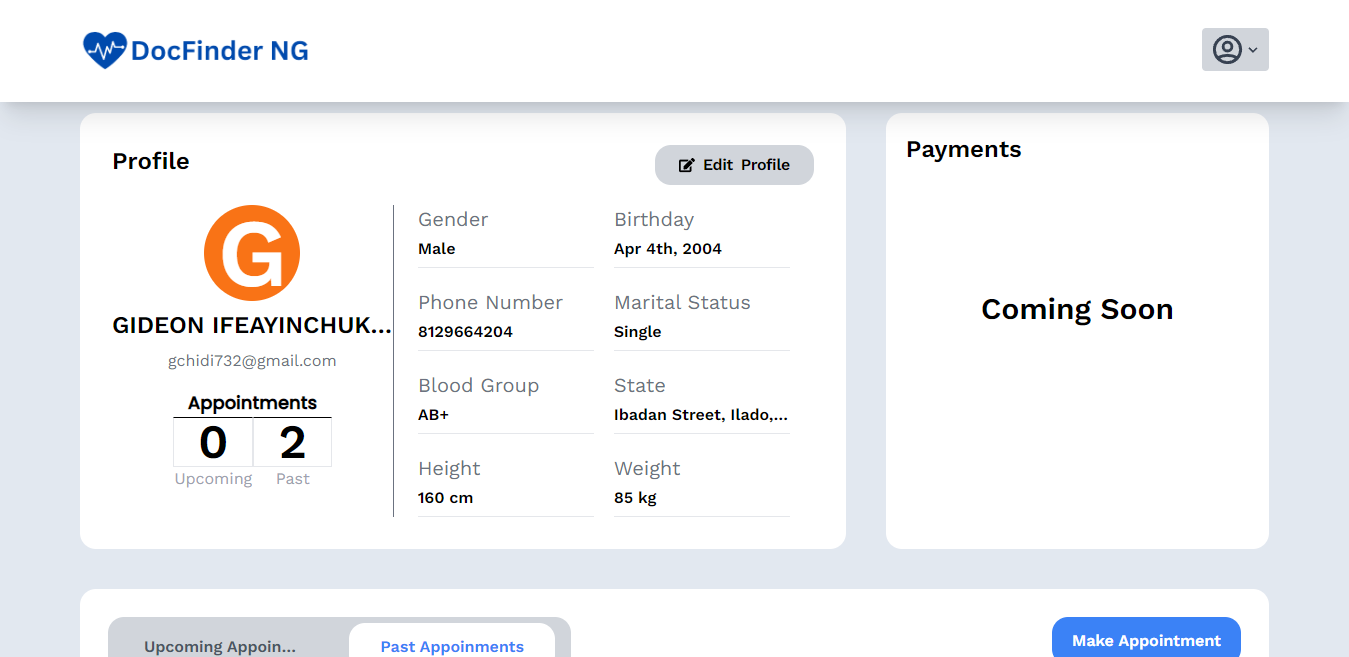 DocFinder NG
Profile
Edit Profile
G
GIDEON IFEAYINCHUK...
gchidi732@gmail.com
Appointments
0 2
Upcoming Past
Gender
Male
Birthday
Apr 4th, 2004
Phone Number
8129664204
Marital Status
Single
Blood Group
AB+
State
Ibadan Street, Ilado,...
Height
160 cm
Weight
85 kg
Payments
Coming Soon
Upcoming Appoin...
Past Appoinments
Make Appointment